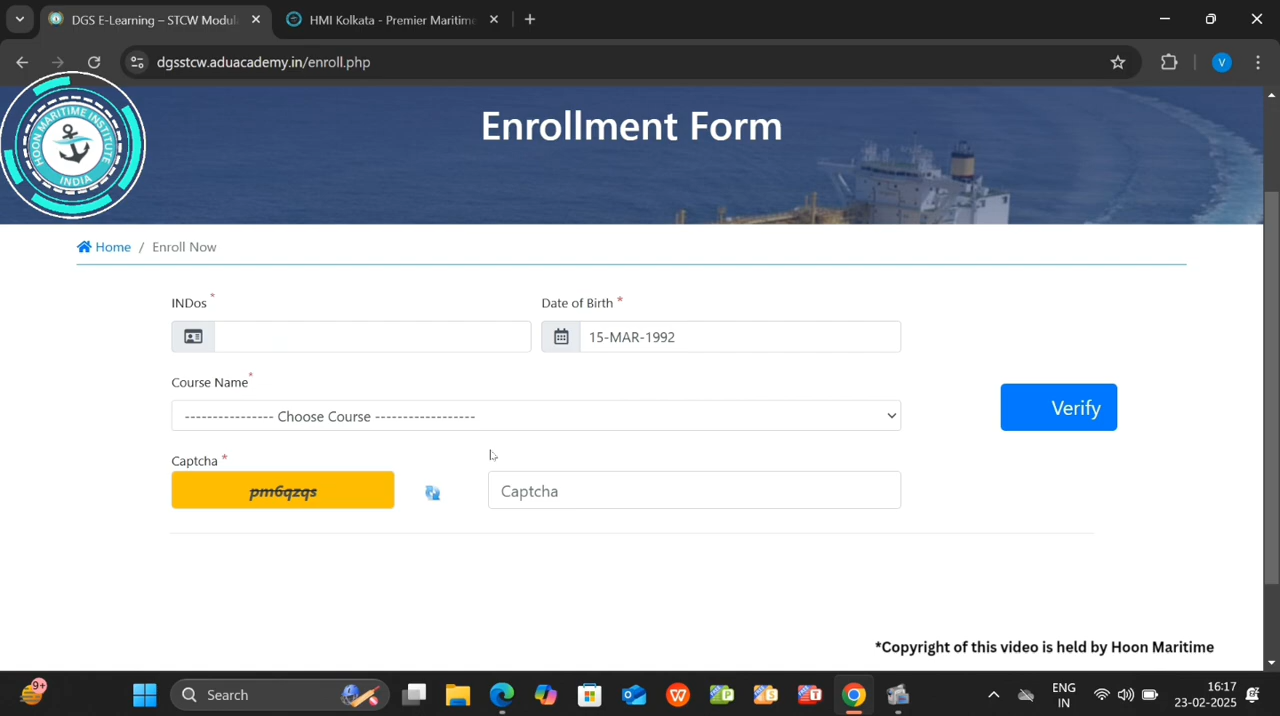 DGS E-Learning – STCW Modul
HMI Kolkata - Premier Maritime
dgsstcw.aduacademy.in/enroll.php
V
HOON MARITIME INSTITUTE
INDIA
Enrollment Form
Home / Enroll Now
INDos *
Date of Birth *
15-MAR-1992
Course Name*
---------------- Choose Course ------------------
Verify
Captcha *
pm6qzqs
Captcha
*Copyright of this video is held by Hoon Maritime
9+
Search
ENG
IN
16:17
23-02-2025